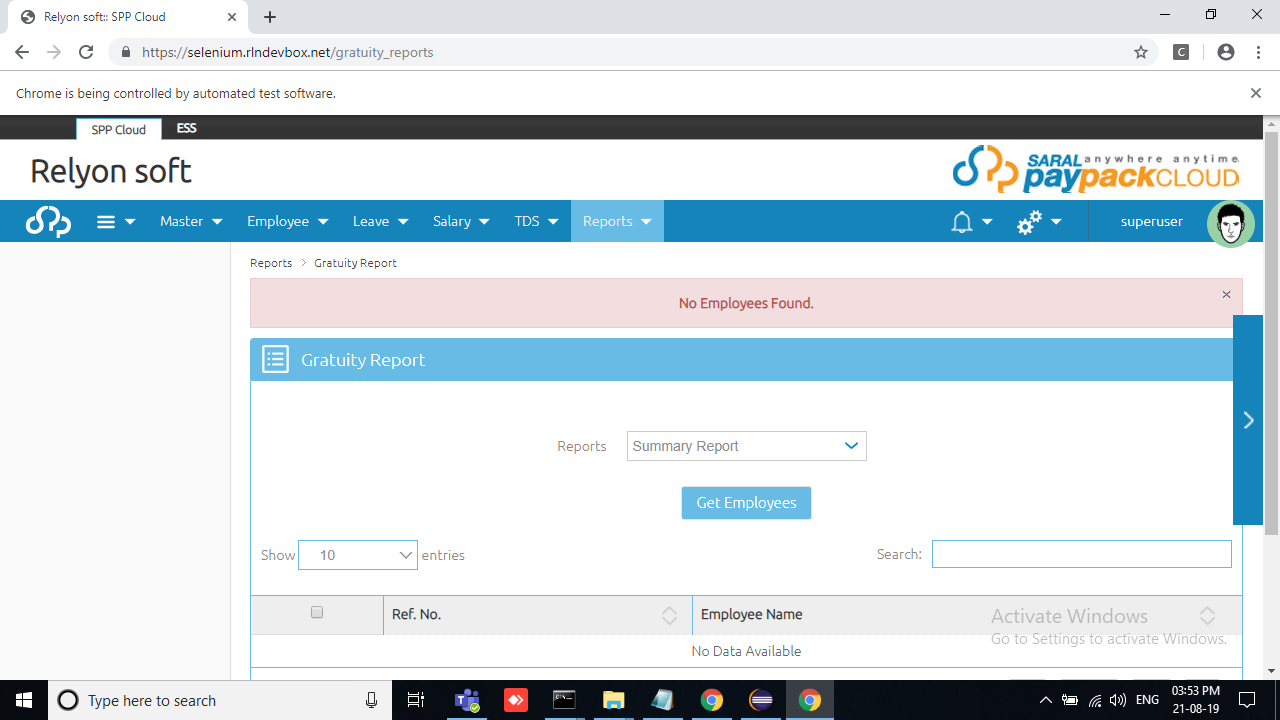 Relyon soft:: SPP Cloud
https://selenium.rlndevbox.net/gratuity_reports
C
Chrome is being controlled by automated test software.
SPP Cloud ESS
Relyon soft
SARAL anywhere anytime
paypackCLOUD
Master Employee Leave Salary TDS Reports superuser
Reports > Gratuity Report
No Employees Found. ×
Gratuity Report
Reports Summary Report
Get Employees
Show 10 entries Search:
Ref. No. Employee Name
Activate Windows
Go to Settings to activate Windows.
No Data Available
Type here to search
ENG
03:53 PM
21-08-19